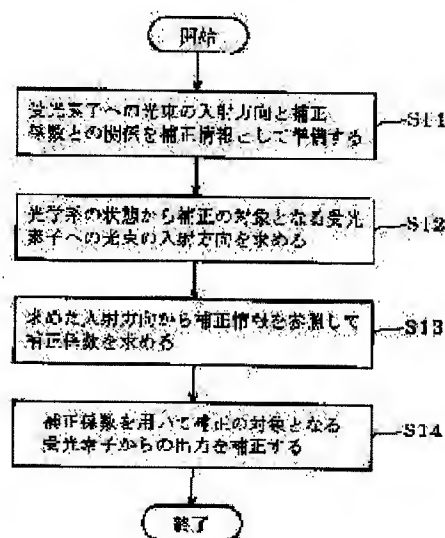 開始
受光素子への光束の入射方向と補正
係数との関係を補正情報として準備する
S11
光学系の状態から補正の対象となる受光
素子への光束の入射方向を求める
S12
求めた入射方向から補正情報を参照して
補正係数を求める
S13
補正係数を用いて補正の対象となる
受光素子からの出力を補正する
S14
終了